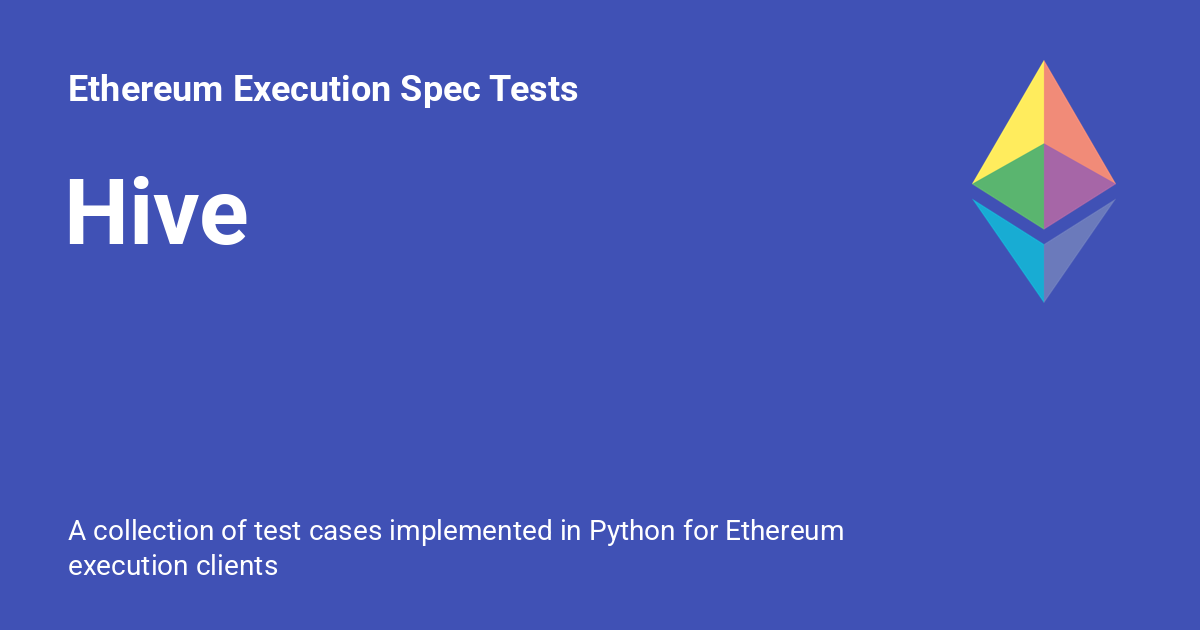 Ethereum Execution Spec Tests
Hive
A collection of test cases implemented in Python for Ethereum
execution clients